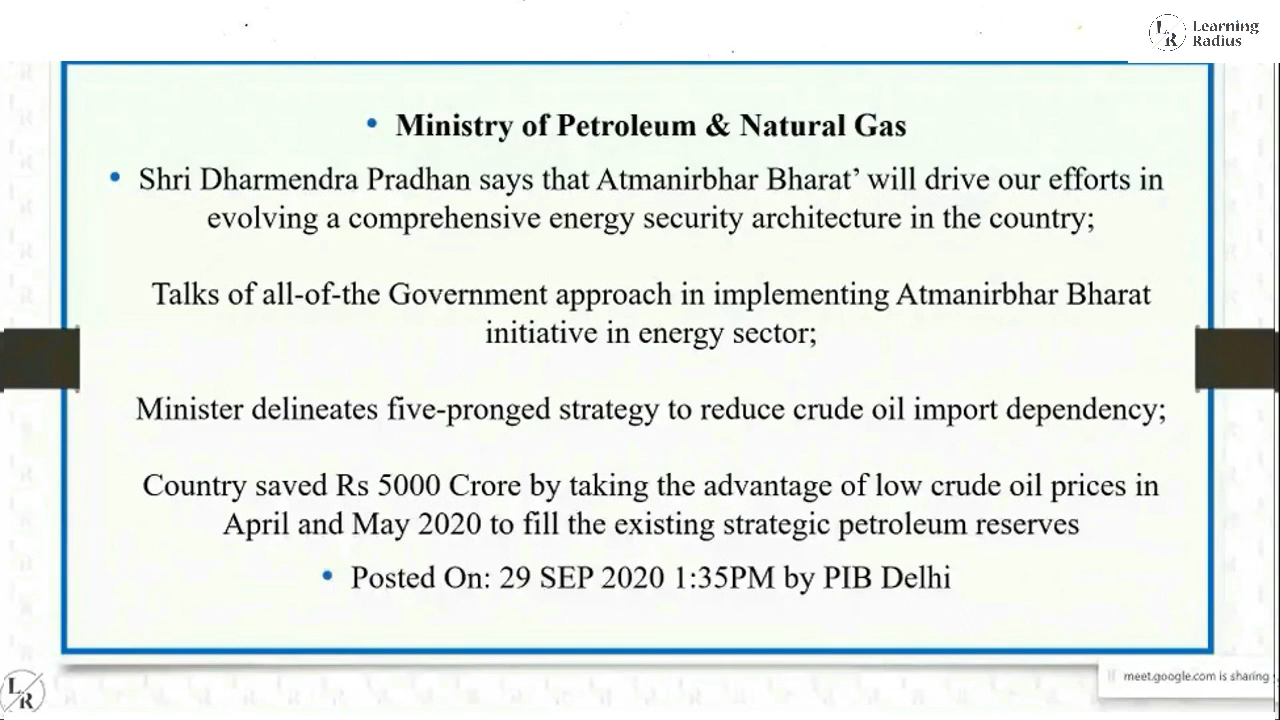 Learning
Radius
• Ministry of Petroleum & Natural Gas
• Shri Dharmendra Pradhan says that Atmanirbhar Bharat’ will drive our efforts in
evolving a comprehensive energy security architecture in the country;
Talks of all-of-the Government approach in implementing Atmanirbhar Bharat
initiative in energy sector;
Minister delineates five-pronged strategy to reduce crude oil import dependency;
Country saved Rs 5000 Crore by taking the advantage of low crude oil prices in
April and May 2020 to fill the existing strategic petroleum reserves
• Posted On: 29 SEP 2020 1:35PM by PIB Delhi
LR
meet.google.com is sharing